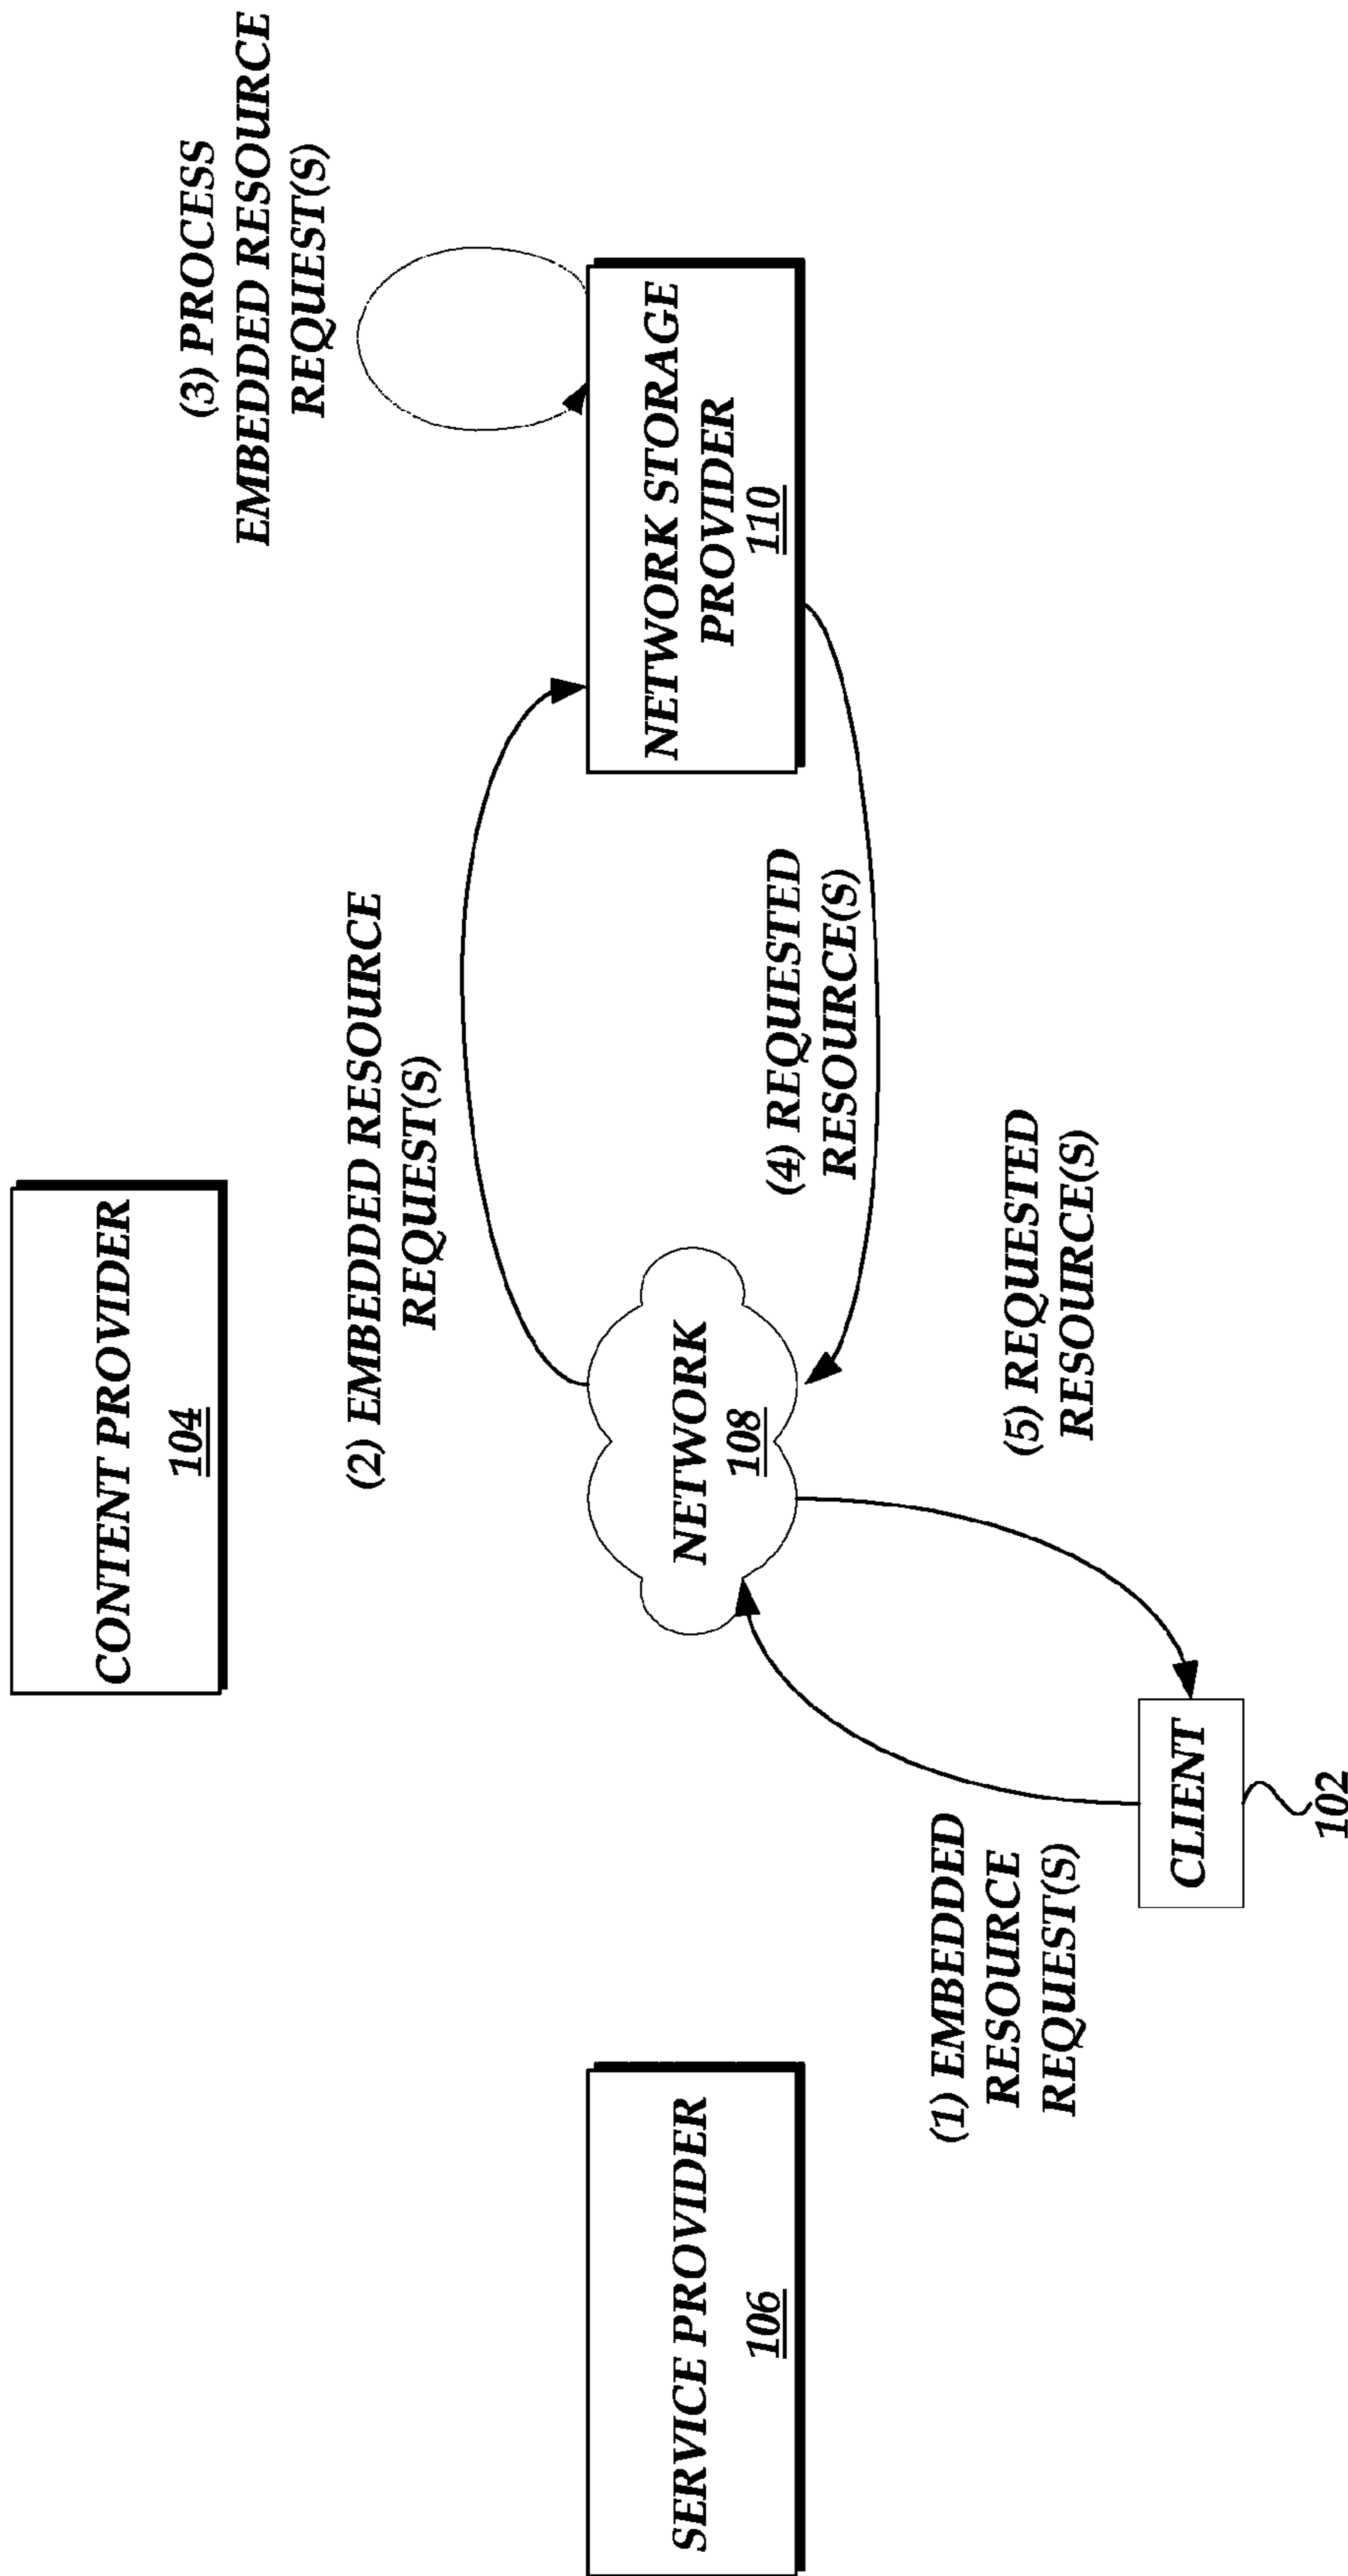 CONTENT PROVIDER
104
(3) PROCESS
EMBEDDED RESOURCE
REQUEST(S)
(2) EMBEDDED RESOURCE
REQUEST(S)
SERVICE PROVIDER
106
NETWORK
108
NETWORK STORAGE
PROVIDER
110
(4) REQUESTED
RESOURCE(S)
(1) EMBEDDED
RESOURCE
REQUEST(S)
(5) REQUESTED
RESOURCE(S)
CLIENT
102